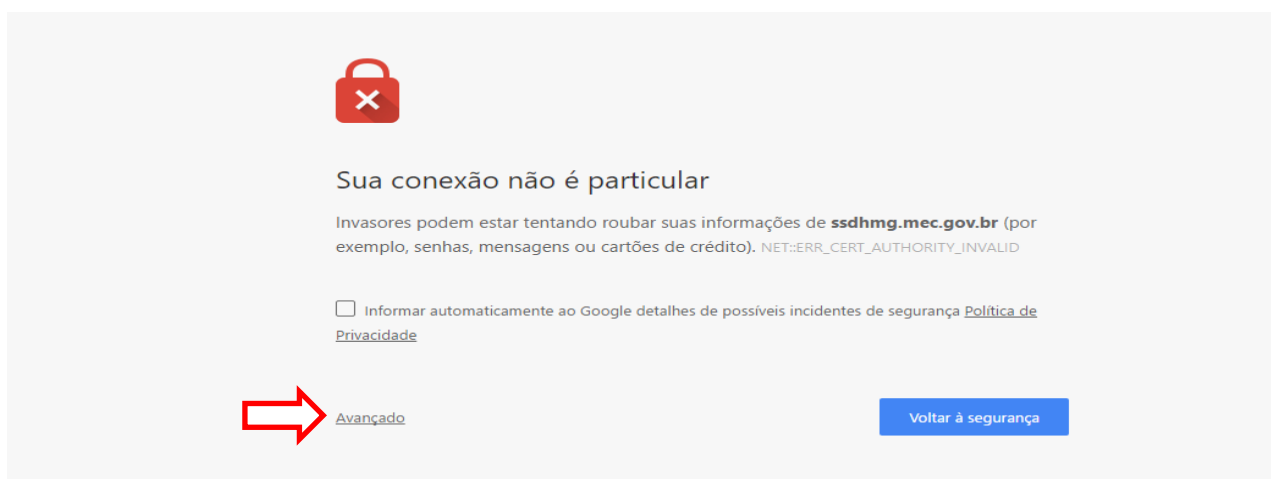 Sua conexão não é particular
Invasores podem estar tentando roubar suas informações de ssdhmg.mec.gov.br (por
exemplo, senhas, mensagens ou cartões de crédito). NET::ERR_CERT_AUTHORITY_INVALID
Informar automaticamente ao Google detalhes de possíveis incidentes de segurança Política de
Privacidade
Avançado
Voltar à segurança